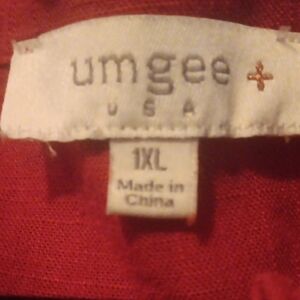 umgee +
USA
1XL
Made in
China